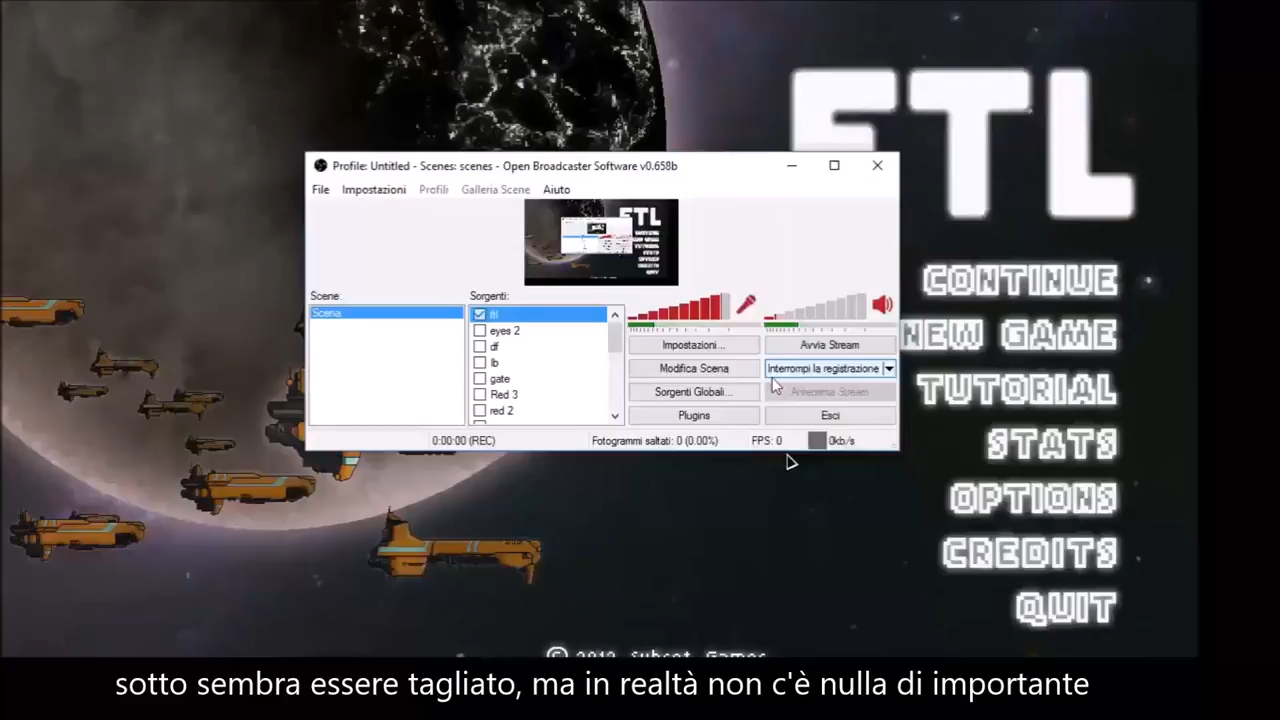 FTL
Profile: Untitled - Scenes: scenes - Open Broadcaster Software v0.658b
File Impostazioni Profili Galleria Scene Aiuto
Scene:
Scena
Sorgenti:
ftl
eyes 2
df
lb
gate
Red 3
red 2
Impostazioni...
Avvia Stream
Modifica Scena
Interrompi la registrazione
Sorgenti Globali...
Anteprima Stream
Plugins
Esci
0:00:00 (REC)
Fotogrammi saltati: 0 (0.00%)
FPS: 0
0kb/s
CONTINUE
NEW GAME
TUTORIAL
STATS
OPTIONS
CREDITS
QUIT
© 2012 Subset Games
sotto sembra essere tagliato, ma in realtà non c'è nulla di importante